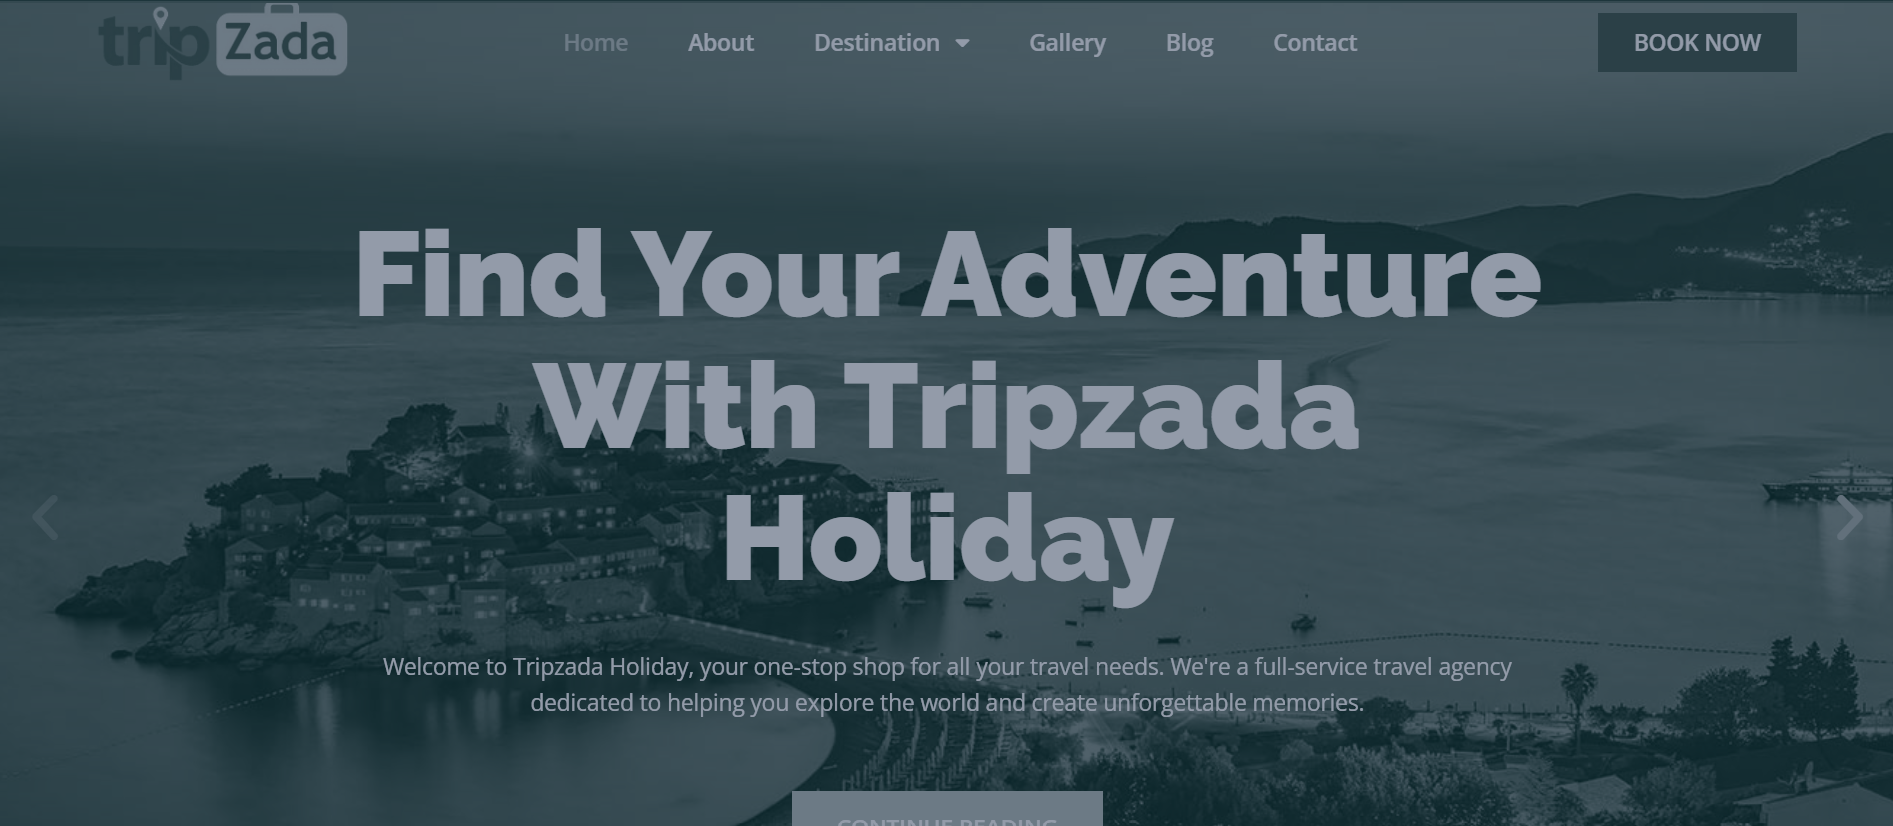 trip Zada
Home About Destination Gallery Blog Contact BOOK NOW
Find Your Adventure
With Tripzada
Holiday
Welcome to Tripzada Holiday, your one-stop shop for all your travel needs. We're a full-service travel agency
dedicated to helping you explore the world and create unforgettable memories.
CONTINUE READING